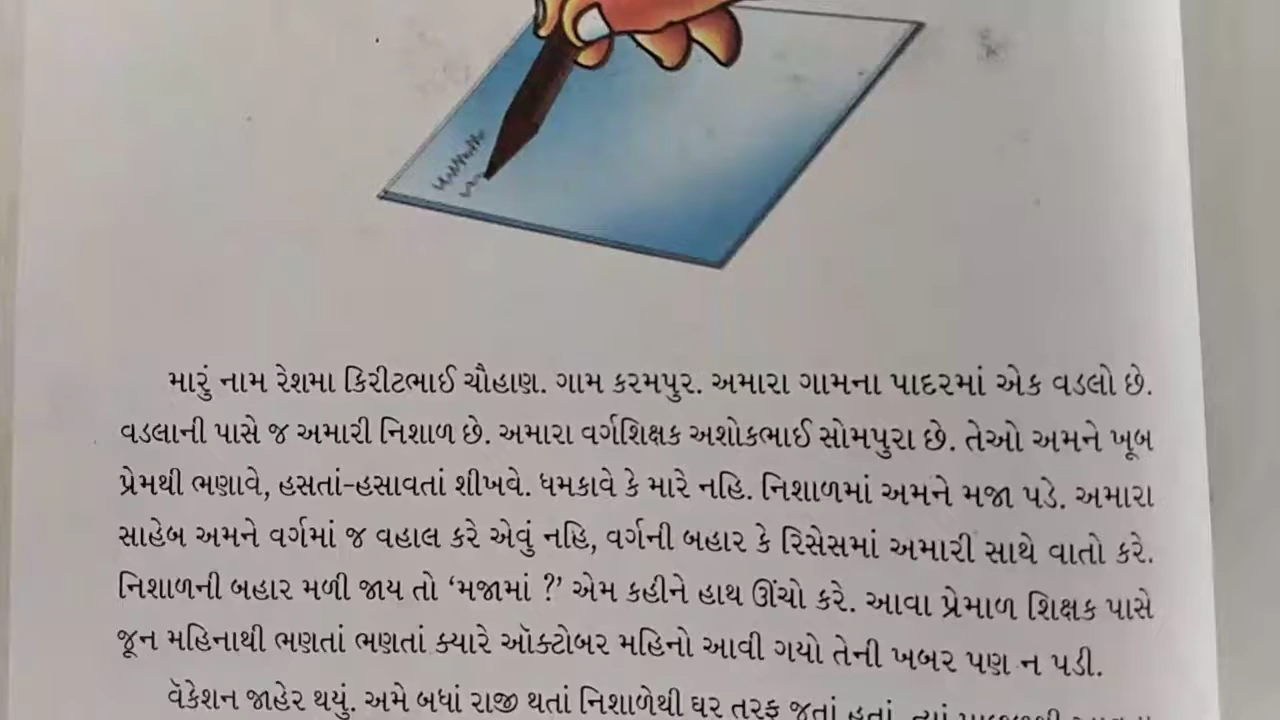 મારું નામ રેશમા કિરીટભાઈ ચૌહાણ. ગામ કરમપુર. અમારા ગામના પાદરમાં એક વડલો છે.
વડલાની પાસે જ અમારી નિશાળ છે. અમારા વર્ગશિક્ષક અશોકભાઈ સોમપુરા છે. તેઓ અમને ખૂબ
પ્રેમથી ભણાવે, હસતાં-હસાવતાં શીખવે. ધમકાવે કે મારે નહિ. નિશાળમાં અમને મજા પડે. અમારા
સાહેબ અમને વર્ગમાં જ વહાલ કરે એવું નહિ, વર્ગની બહાર કે રિસેસમાં અમારી સાથે વાતો કરે.
નિશાળની બહાર મળી જાય તો ‘મજામાં ?’ એમ કહીને હાથ ઊંચો કરે. આવા પ્રેમાળ શિક્ષક પાસે
જૂન મહિનાથી ભણતાં ભણતાં ક્યારે ઑક્ટોબર મહિનો આવી ગયો તેની ખબર પણ ન પડી.
વૅકેશન જાહેર થયું. અમે બધાં રાજી થતાં નિશાળેથી ઘર તરફ જતાં હતાં. ત્યાં